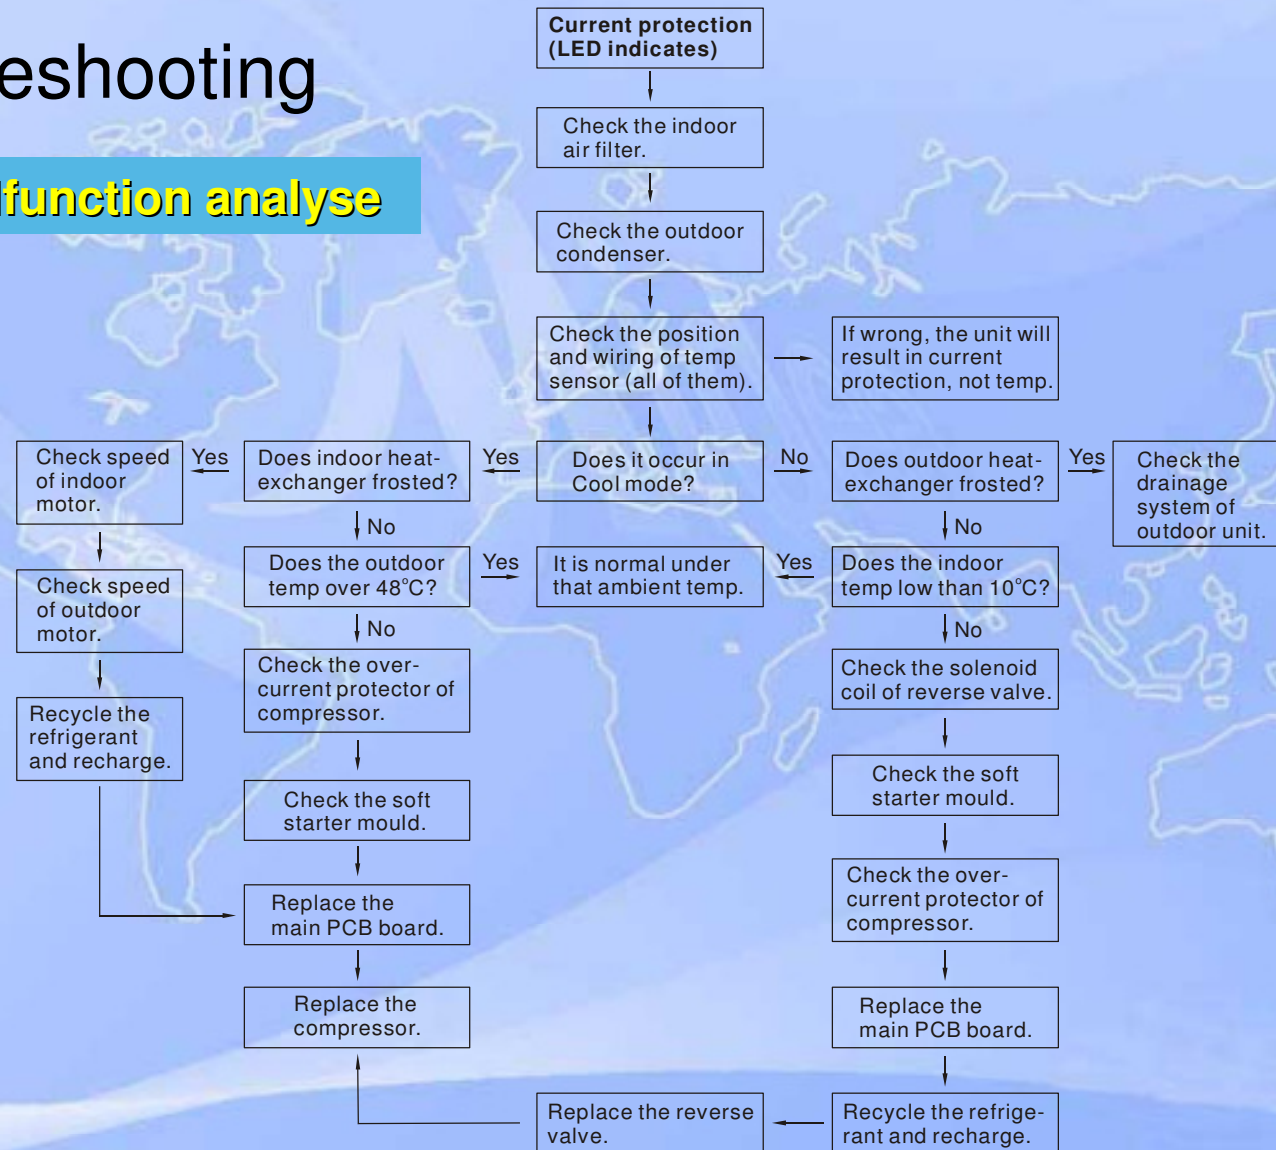 eshooting
lfunction analyse
Current protection
(LED indicates)
Check the indoor
air filter.
Check the outdoor
condenser.
Check the position
and wiring of temp
sensor (all of them).
If wrong, the unit will
result in current
protection, not temp.
Check speed
of indoor
motor.
Yes
Does indoor heat-
exchanger frosted?
Yes
Does it occur in
Cool mode?
No
Does outdoor heat-
exchanger frosted?
Yes
Check the
drainage
system of
outdoor unit.
No
No
Check speed
of outdoor
motor.
Does the outdoor
temp over 48°C?
Yes
It is normal under
that ambient temp.
Yes
Does the indoor
temp low than 10°C?
No
No
Recycle the
refrigerant
and recharge.
Check the over-
current protector of
compressor.
Check the solenoid
coil of reverse valve.
Check the soft
starter mould.
Check the soft
starter mould.
Replace the
main PCB board.
Check the over-
current protector of
compressor.
Replace the
compressor.
Replace the
main PCB board.
Replace the reverse
valve.
Recycle the refrige-
rant and recharge.